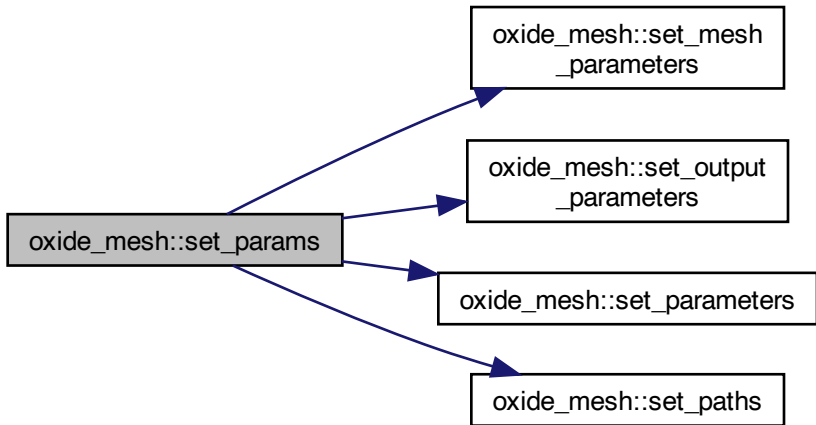 oxide_mesh::set_mesh
_parameters
oxide_mesh::set_output
_parameters
oxide_mesh::set_params
oxide_mesh::set_parameters
oxide_mesh::set_paths